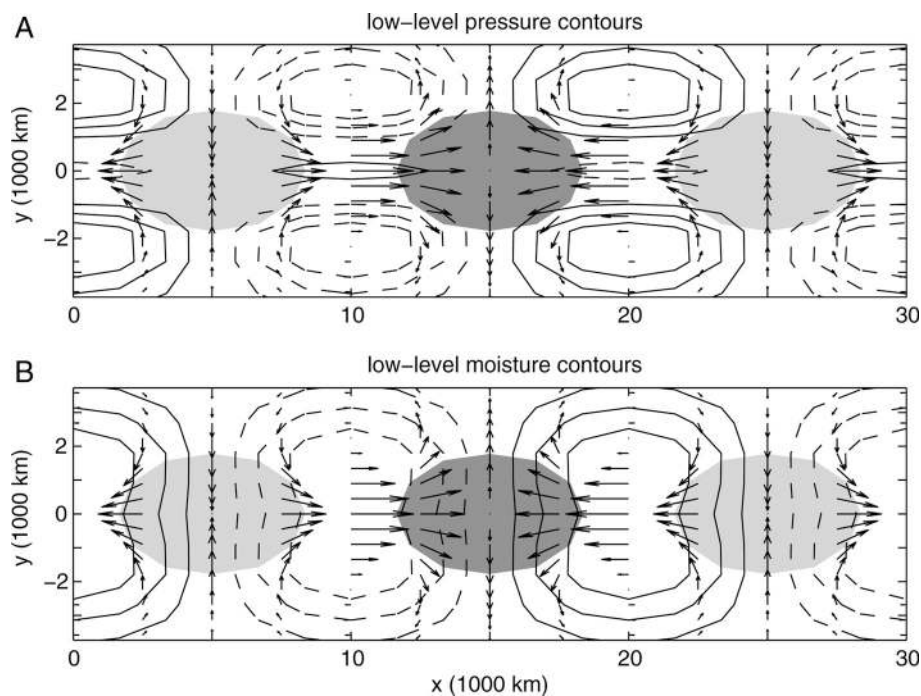 A
low−level pressure contours
y (1000 km)
2
0
−2
0
10
20
30
B
low−level moisture contours
y (1000 km)
2
0
−2
0
10
20
30
x (1000 km)